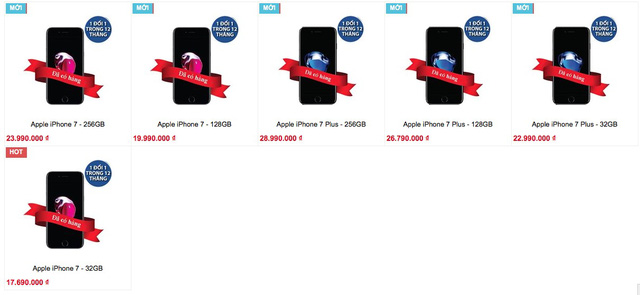 MỚI
1 ĐỔI 1
TRONG 12
THÁNG
Đã có hàng
Apple iPhone 7 - 256GB
23.990.000 đ
MỚI
1 ĐỔI 1
TRONG 12
THÁNG
Đã có hàng
Apple iPhone 7 - 128GB
19.990.000 đ
MỚI
1 ĐỔI 1
TRONG 12
THÁNG
Đã có hàng
Apple iPhone 7 Plus - 256GB
28.990.000 đ
MỚI
1 ĐỔI 1
TRONG 12
THÁNG
Đã có hàng
Apple iPhone 7 Plus - 128GB
26.790.000 đ
MỚI
1 ĐỔI 1
TRONG 12
THÁNG
Đã có hàng
Apple iPhone 7 Plus - 32GB
22.990.000 đ
HOT
1 ĐỔI 1
TRONG 12
THÁNG
Đã có hàng
Apple iPhone 7 - 32GB
17.690.000 đ